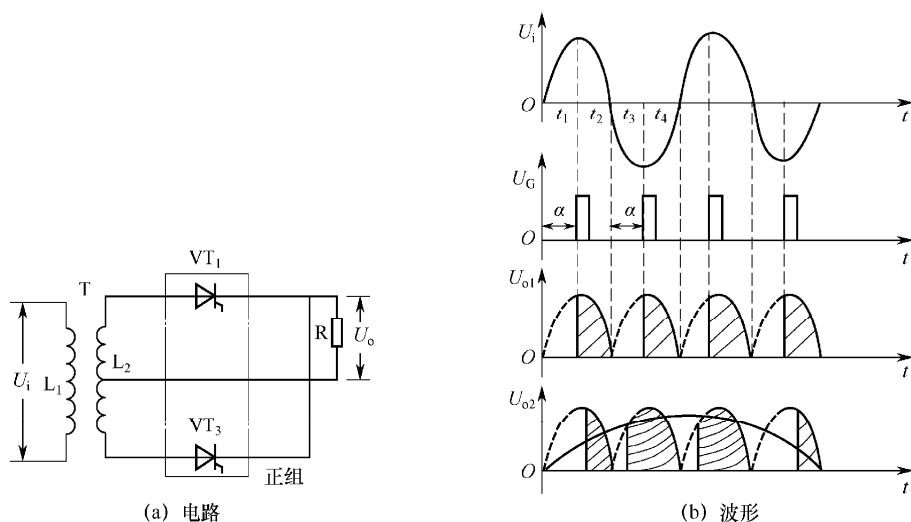 T
VT1
R
Uo
Ui
L1
L2
VT3
正组
(a) 电路
Ui
O
t1
t2
t3
t4
t
UG
α
α
O
t
Uo1
O
t
Uo2
O
t
(b) 波形